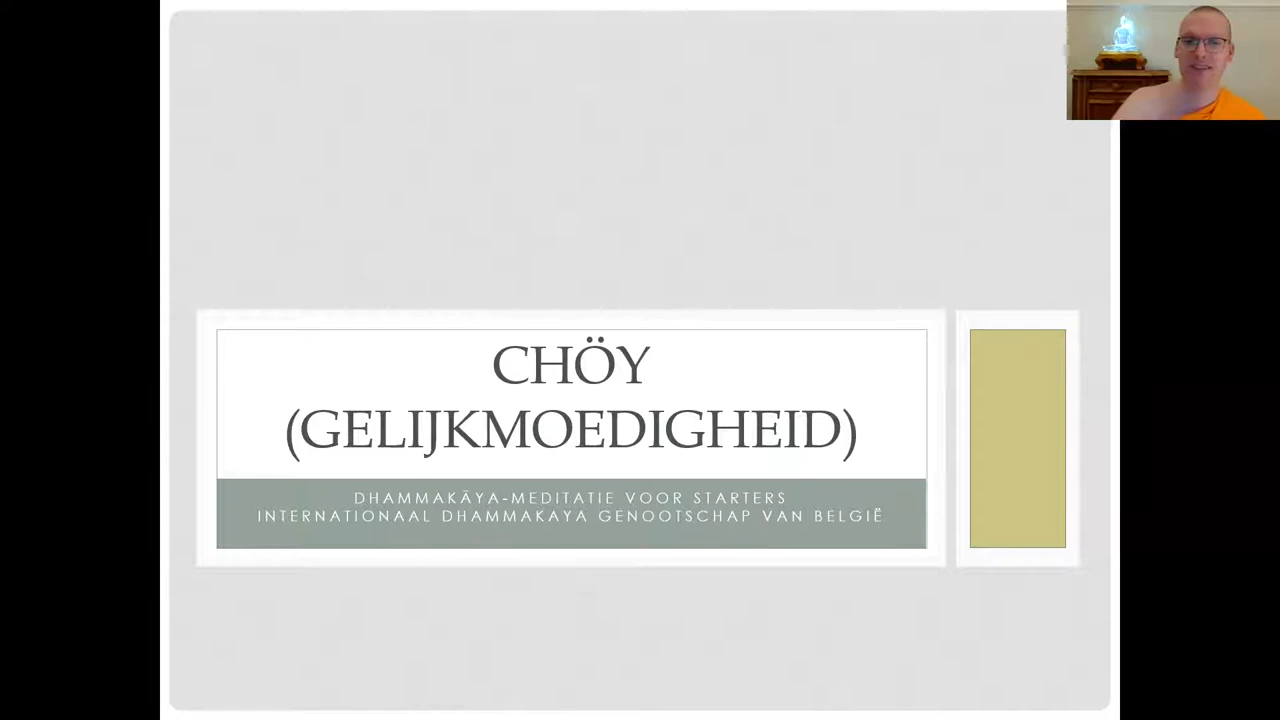 CHÖY
(GELIJKMOEDIGHEID)
DHAMMAKĀYA-MEDITATIE VOOR STARTERS
INTERNATIONAAL DHAMMAKAYA GENOOTSCHAP VAN BELGIË